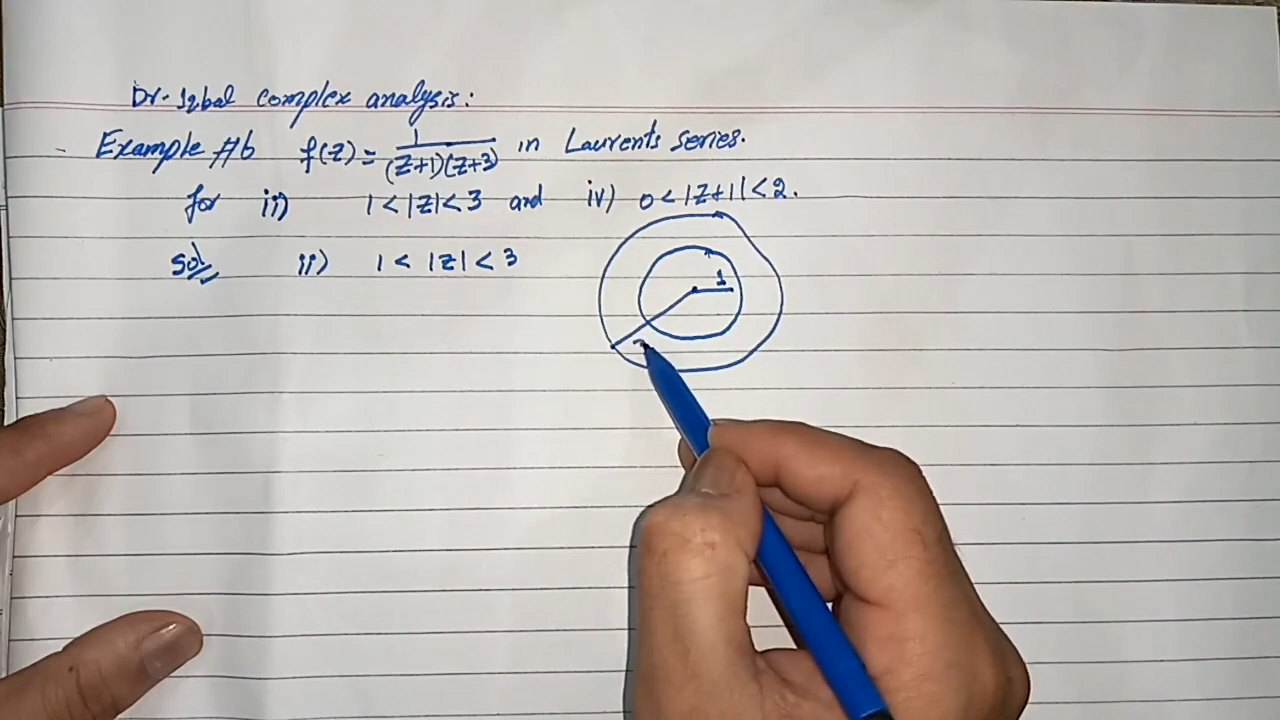 Dr. Iqbal complex analysis:
Example #6 f(z) = 1/(z+1)(z+3) in Laurent's series.
for ii) 1 < |z| < 3 and iv) 0 < |z+1| < 2.
Sol ii) 1 < |z| < 3
1